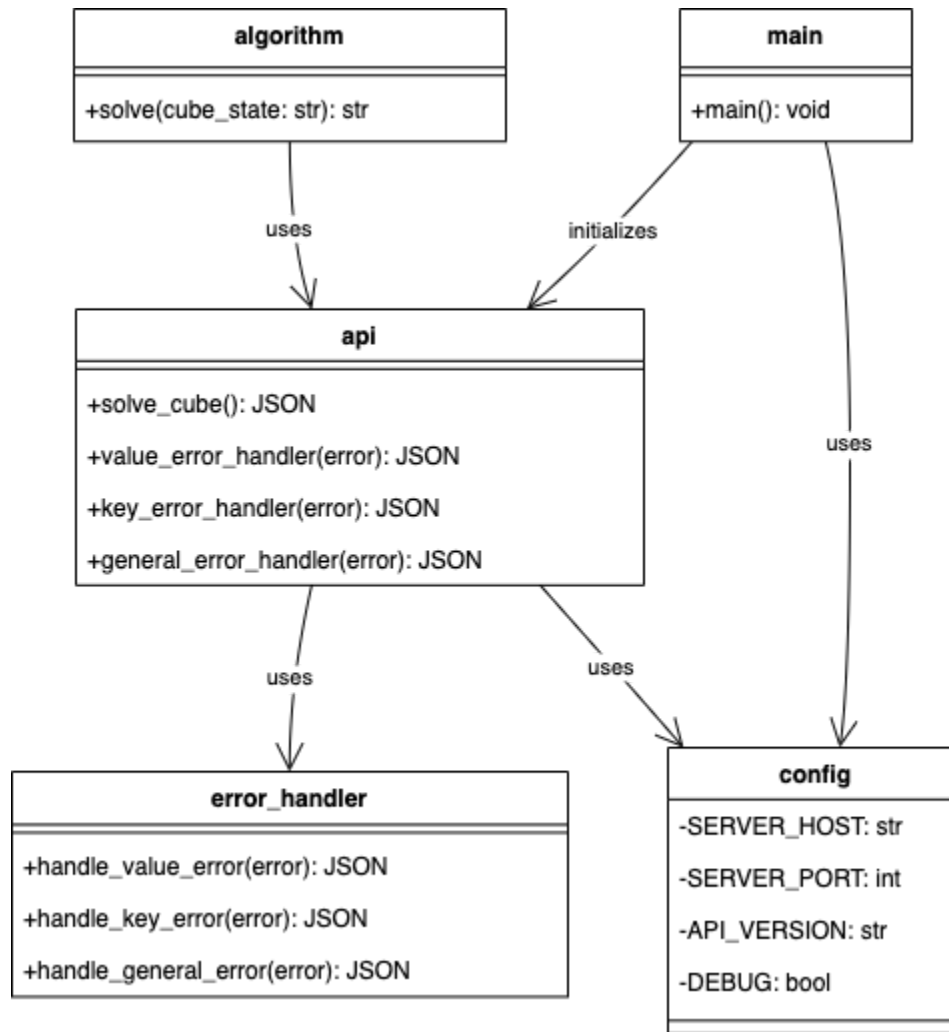 algorithm
+solve(cube_state: str): str
main
+main(): void
uses
initializes
api
+solve_cube(): JSON
+value_error_handler(error): JSON
+key_error_handler(error): JSON
+general_error_handler(error): JSON
uses
uses
uses
error_handler
+handle_value_error(error): JSON
+handle_key_error(error): JSON
+handle_general_error(error): JSON
config
-SERVER_HOST: str
-SERVER_PORT: int
-API_VERSION: str
-DEBUG: bool